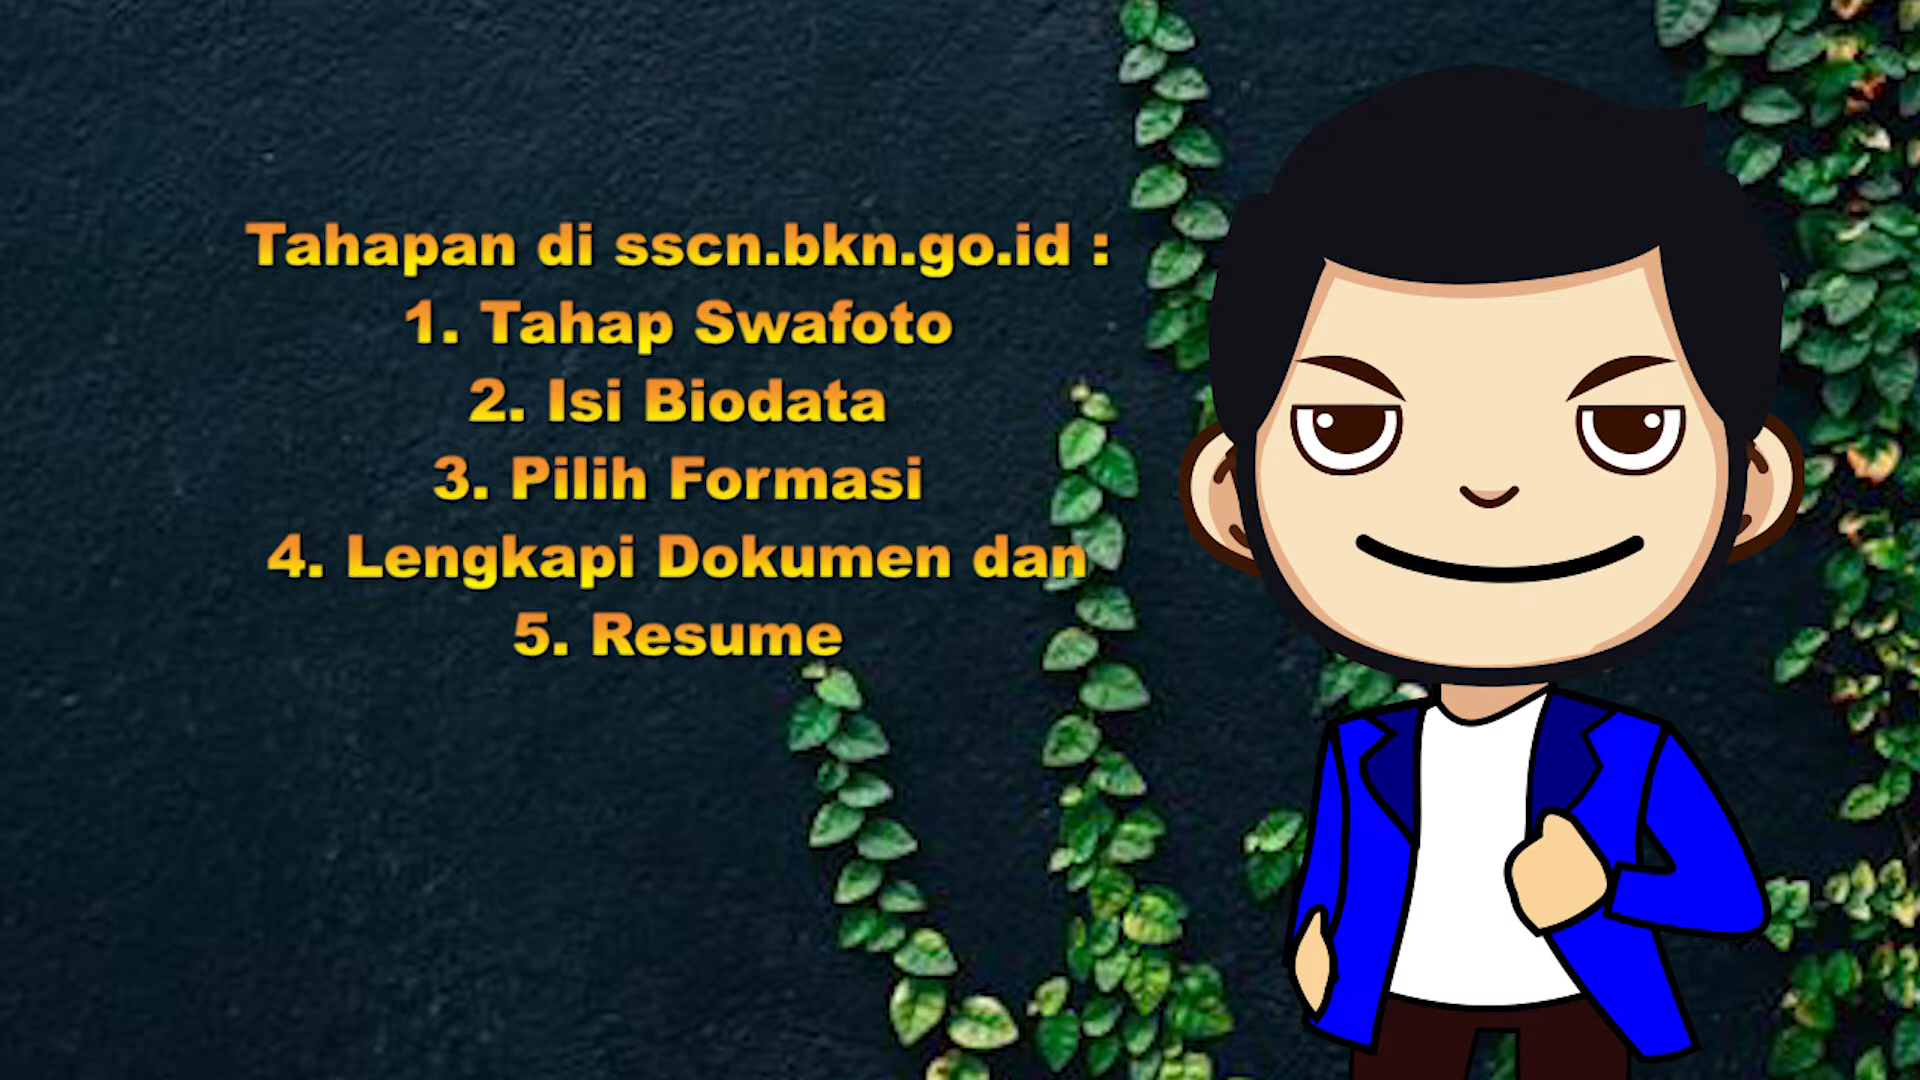 Tahapan di sscn.bkn.go.id :
1. Tahap Swafoto
2. Isi Biodata
3. Pilih Formasi
4. Lengkapi Dokumen dan
5. Resume